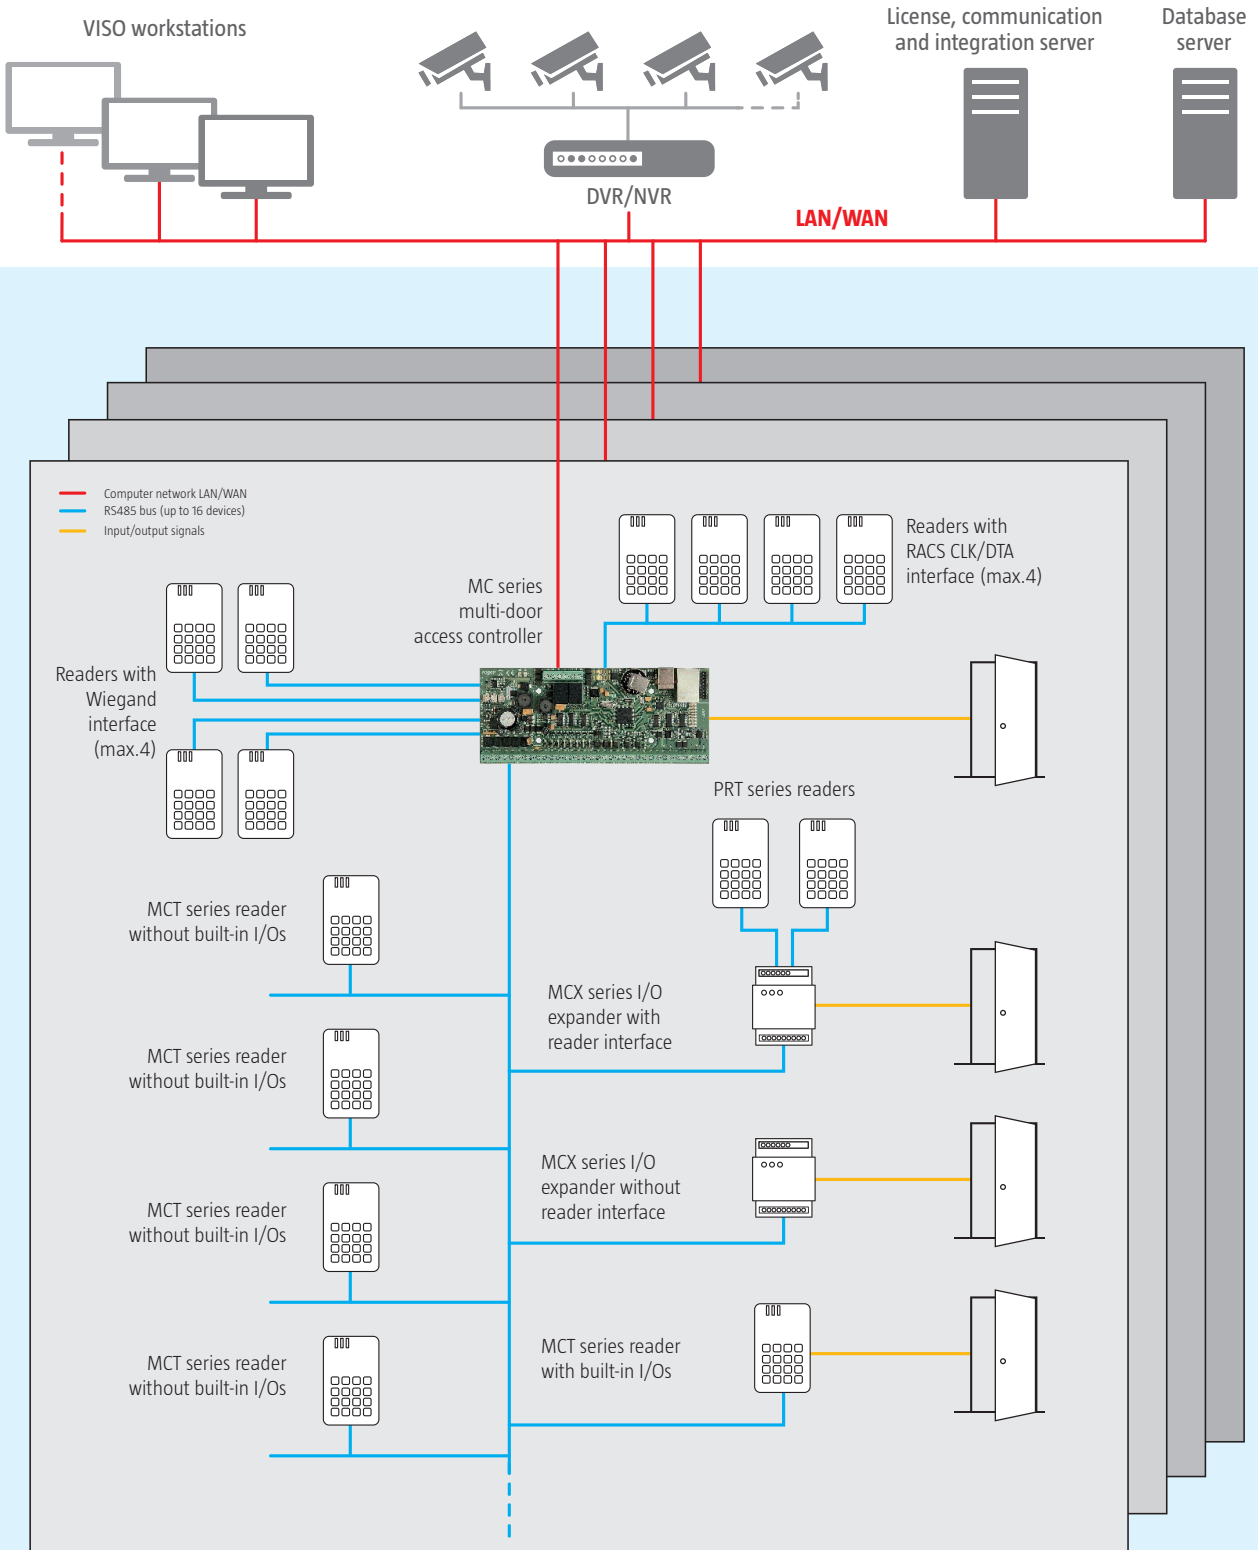 VISO workstations
License, communication
and integration server
Database
server
DVR/NVR
LAN/WAN
Computer network LAN/WAN
RS485 bus (up to 16 devices)
Input/output signals
Readers with
RACS CLK/DTA
interface (max.4)
MC series
multi-door
access controller
Readers with
Wiegand
interface
(max.4)
PRT series readers
MCT series reader
without built-in I/Os
MCX series I/O
expander with
reader interface
MCT series reader
without built-in I/Os
MCX series I/O
expander without
reader interface
MCT series reader
without built-in I/Os
MCT series reader
with built-in I/Os
MCT series reader
without built-in I/Os